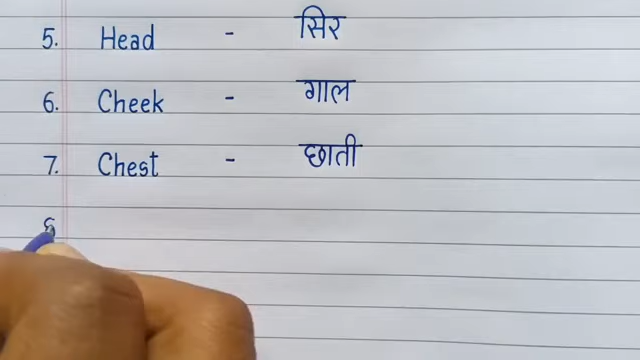 5. Head - सिर
6. Cheek - गाल
7. Chest - छाती